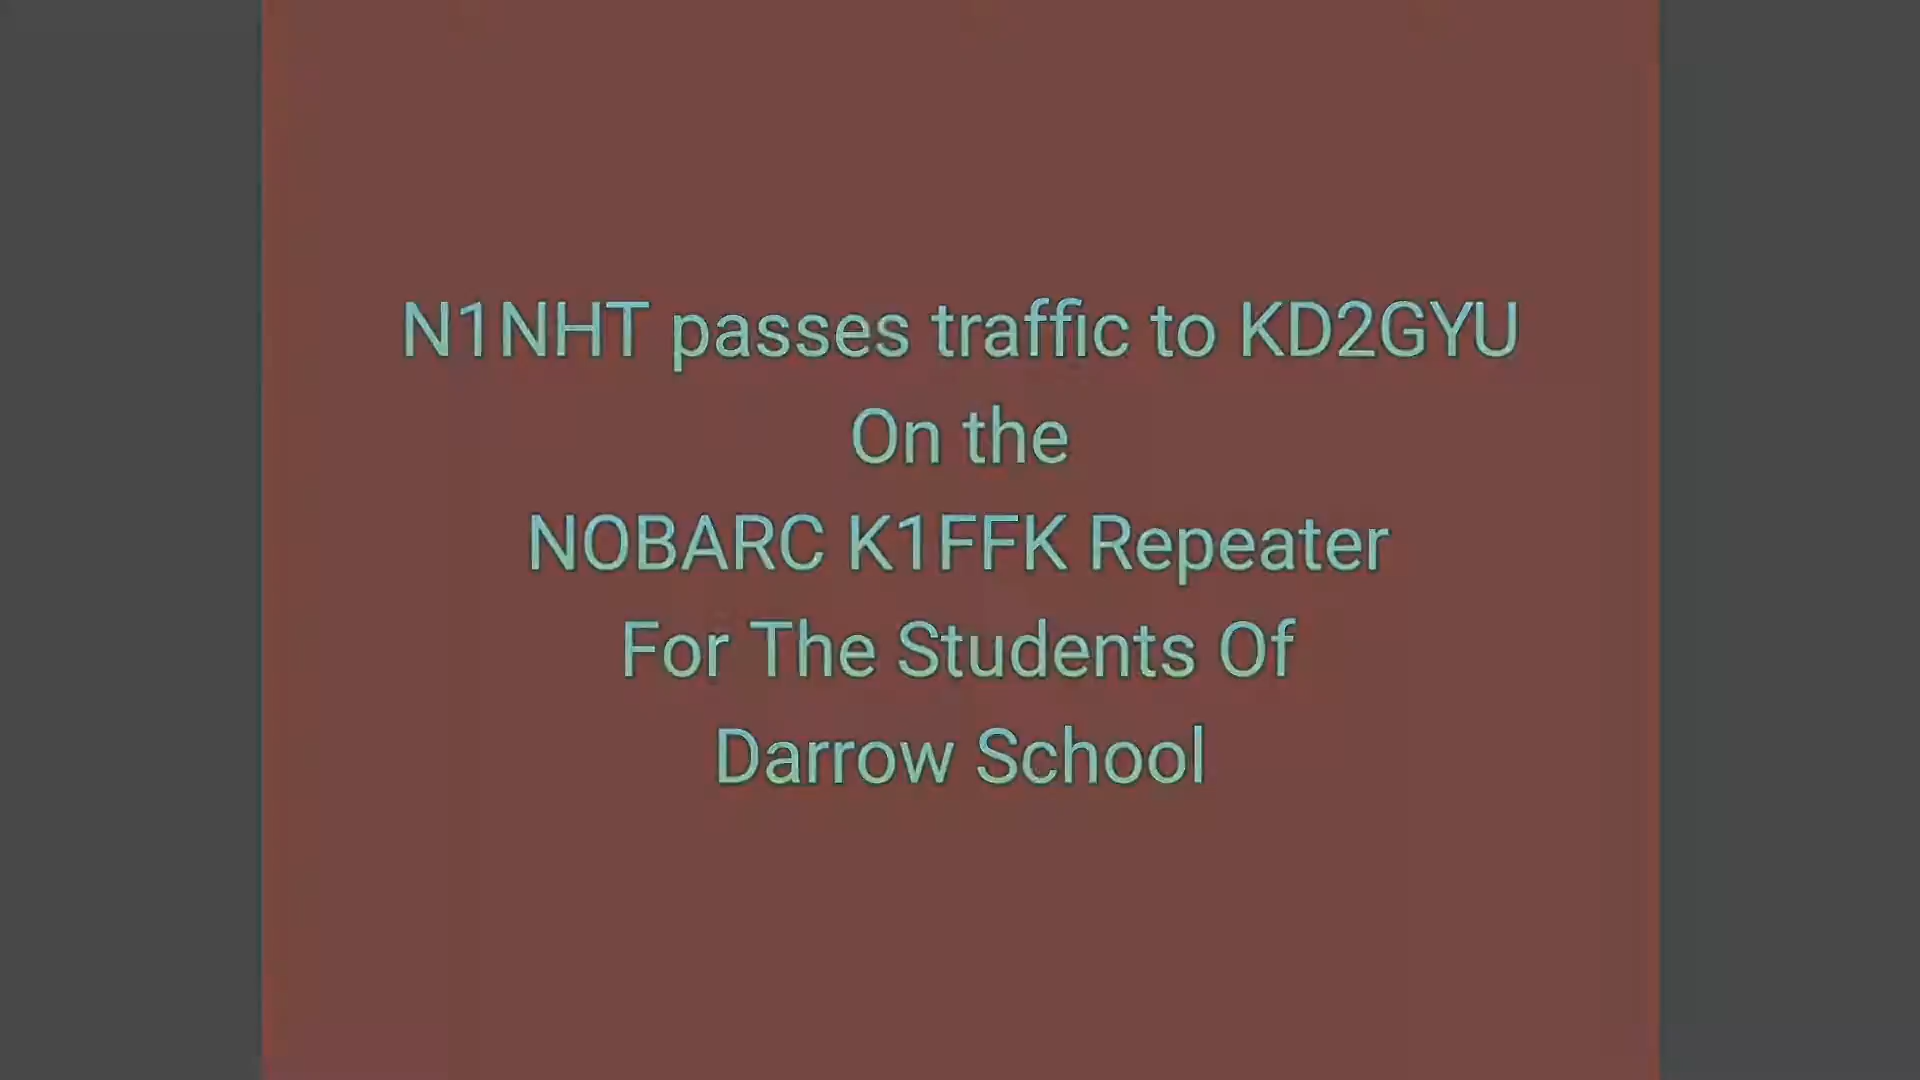 N1NHT passes traffic to KD2GYU
On the
NOBARC K1FFK Repeater
For The Students Of
Darrow School